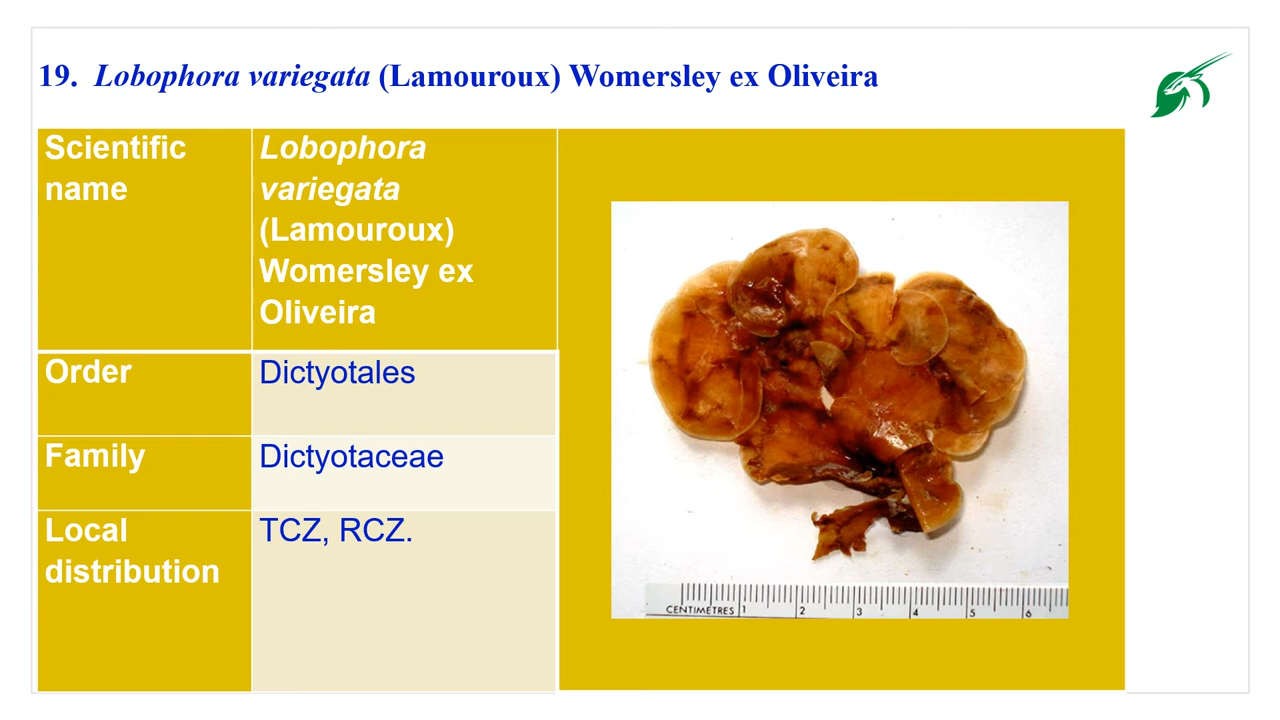 19. Lobophora variegata (Lamouroux) Womersley ex Oliveira
Scientific
name
Lobophora
variegata
(Lamouroux)
Womersley ex
Oliveira
Order
Dictyotales
Family
Dictyotaceae
Local
distribution
TCZ, RCZ.
CENTIMETRES 1 2 3 4 5 6